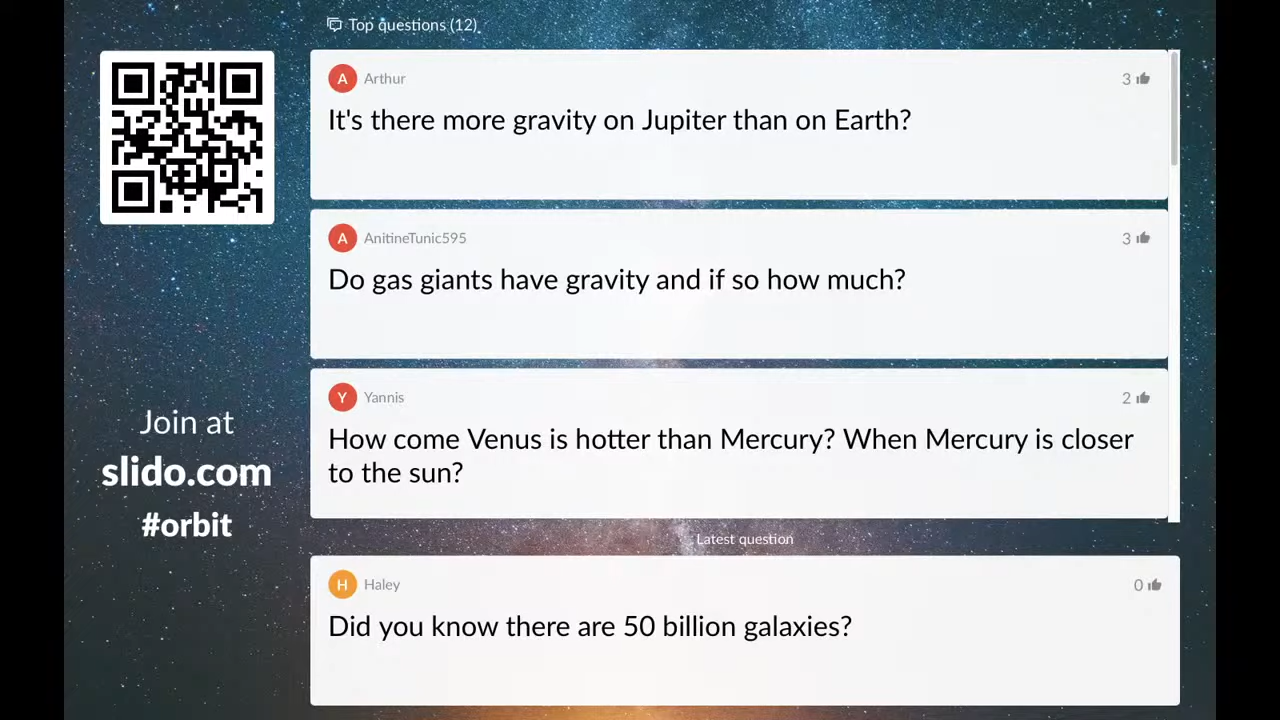 Top questions (12)
A Arthur 3
It's there more gravity on Jupiter than on Earth?
A AnitineTunic595 3
Do gas giants have gravity and if so how much?
Y Yannis 2
How come Venus is hotter than Mercury? When Mercury is closer
to the sun?
Join at
slido.com
#orbit
Latest question
H Haley 0
Did you know there are 50 billion galaxies?